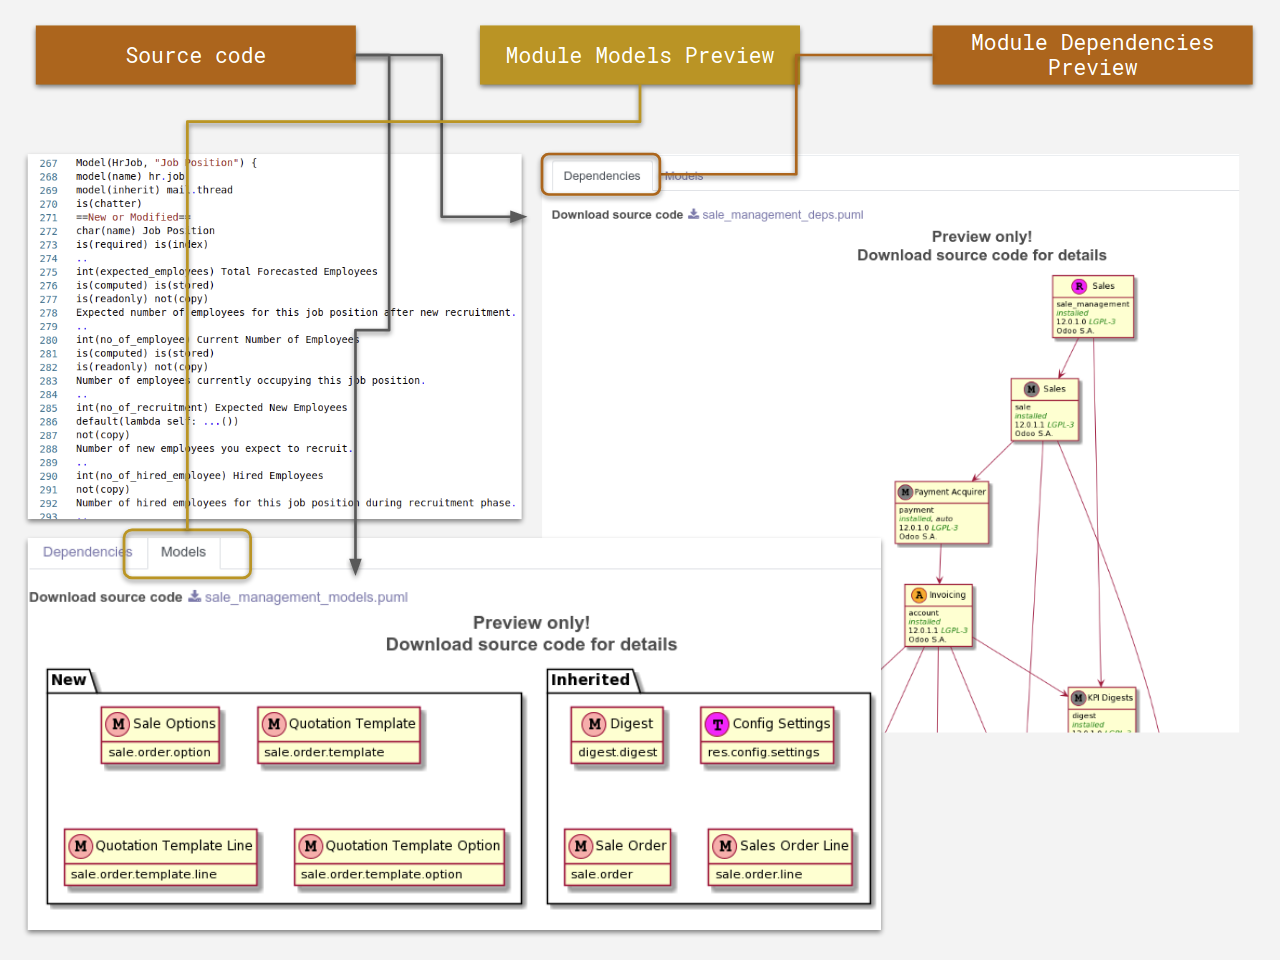 Source code
Module Models Preview
Module Dependencies
Preview
267 Model(HrJob, "Job Position") {
268 model(name) hr.job
269 model(inherit) mail.thread
270 is(chatter)
271 ==New or Modified==
272 char(name) Job Position
273 is(required) is(index)
274 ..
275 int(expected_employees) Total Forecasted Employees
276 is(computed) is(stored)
277 is(readonly) not(copy)
278 Expected number of employees for this job position after new recruitment.
279 ..
280 int(no_of_employee) Current Number of Employees
281 is(computed) is(stored)
282 is(readonly) not(copy)
283 Number of employees currently occupying this job position.
284 ..
285 int(no_of_recruitment) Expected New Employees
286 default(lambda self: ...())
287 not(copy)
288 Number of new employees you expect to recruit.
289 ..
290 int(no_of_hired_employee) Hired Employees
291 not(copy)
292 Number of hired employees for this job position during recruitment phase.
293 ..
Dependencies Models
Download source code sale_management_deps.puml
Preview only!
Download source code for details
R Sales
sale_management
installed
12.0.1.0 LGPL-3
Odoo S.A.
M Sales
sale
installed
12.0.1.1 LGPL-3
Odoo S.A.
M Payment Acquirer
payment
installed, auto
12.0.1.0 LGPL-3
Odoo S.A.
A Invoicing
account
installed
12.0.1.1 LGPL-3
Odoo S.A.
M KPI Digests
digest
installed
12.0.1.0 LGPL-3
Dependencies Models
Download source code sale_management_models.puml
Preview only!
Download source code for details
New
M Sale Options
sale.order.option
M Quotation Template
sale.order.template
M Quotation Template Line
sale.order.template.line
M Quotation Template Option
sale.order.template.option
Inherited
M Digest
digest.digest
T Config Settings
res.config.settings
M Sale Order
sale.order
M Sales Order Line
sale.order.line